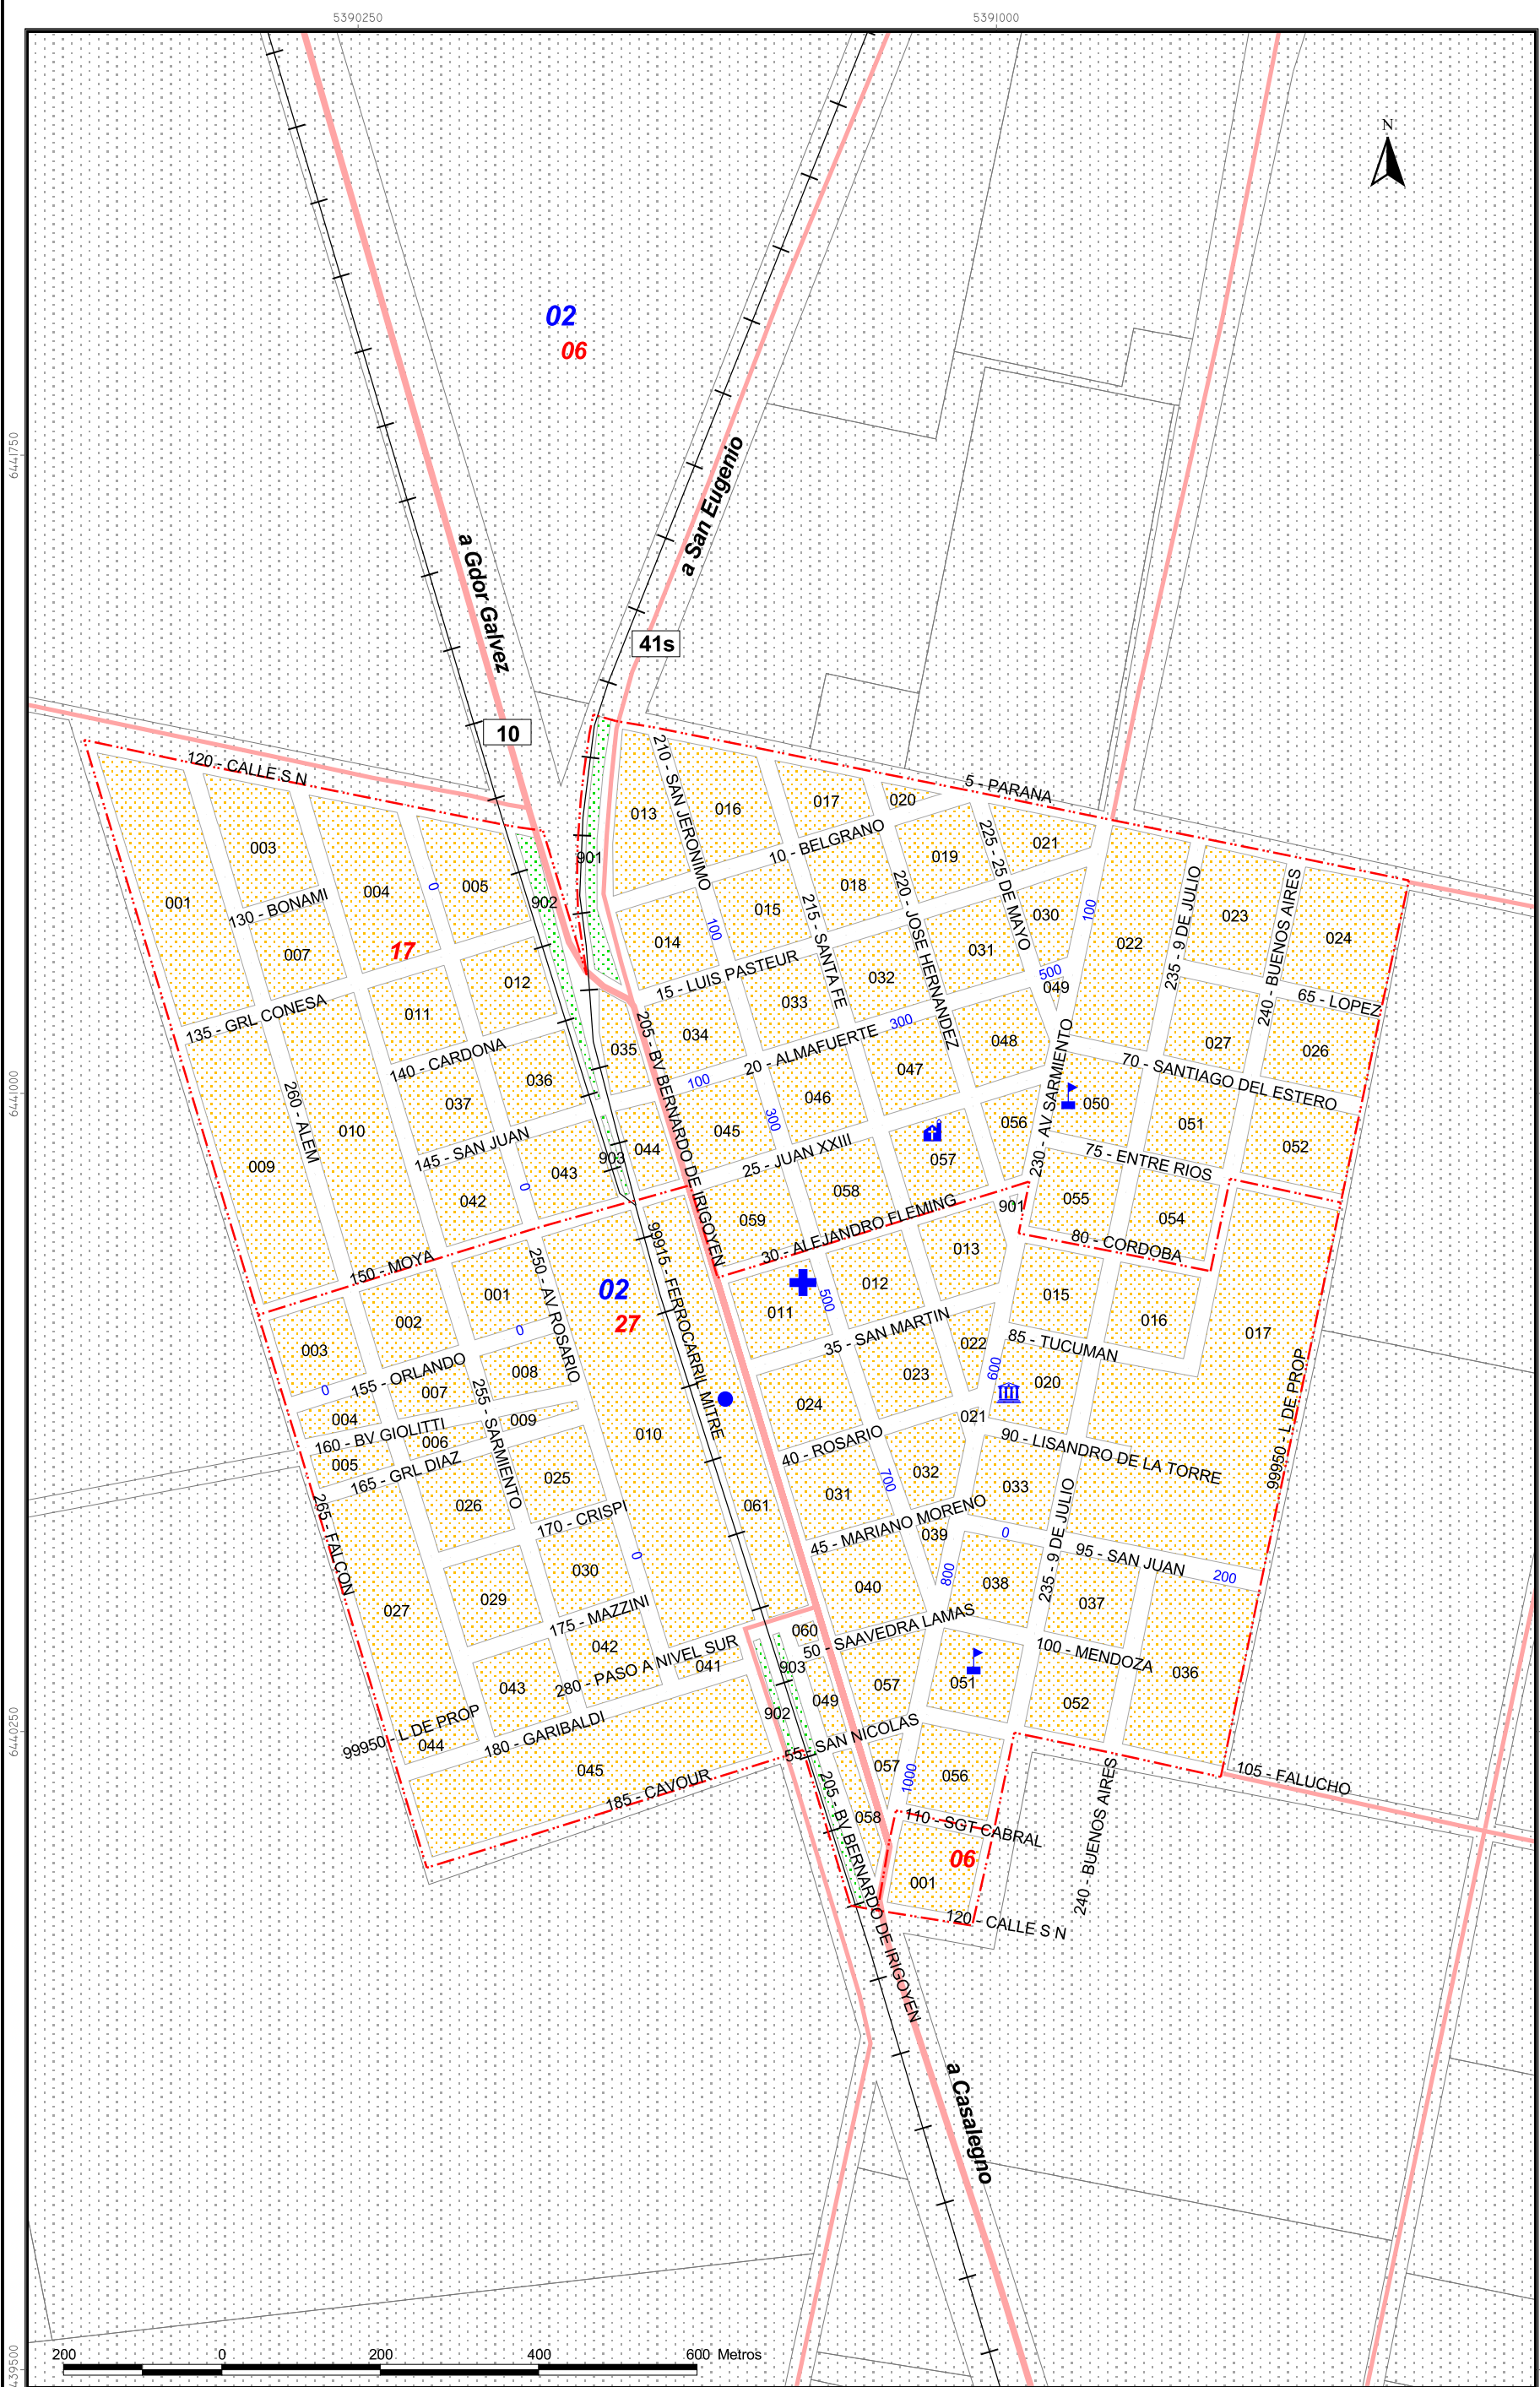 5390250
5391000
N
02
06
6441750
a San Eugenio
a Gdor Galvez
41s
10
120 - CALLE S N
210 - SAN JERONIMO
5 - PARANA
013
016
017
020
225 - 25 DE MAYO
021
10 - BELGRANO
003
901
019
004
0
005
018
220 - JOSE HERNANDEZ
235 - 9 DE JULIO
240 - BUENOS AIRES
001
130 - BONAMI
902
015
215 - SANTA FE
030
100
023
100
014
031
022
024
17
007
15 - LUIS PASTEUR
032
500
049
012
65 - LOPEZ
135 - GRL CONESA
011
205 - BV BERNARDO DE IRIGOYEN
033
300
034
035
20 - ALMAFUERTE
048
230 - AV SARMIENTO
027
026
140 - CARDONA
047
70 - SANTIAGO DEL ESTERO
6441000
260 - ALEM
036
100
046
037
300
050
056
051
010
045
145 - SAN JUAN
044
25 - JUAN XXIII
052
903
057
75 - ENTRE RIOS
009
043
0
058
055
042
901
059
054
30 - ALEJANDRO FLEMING
80 - CORDOBA
99915 - FERROCARRIL MITRE
013
150 - MOYA
250 - AV ROSARIO
02
012
001
500
015
27
011
002
016
017
35 - SAN MARTIN
0
003
022
85 - TUCUMAN
99950 - L DE PROP
155 - ORLANDO
008
023
600
020
0
007
255 - SARMIENTO
024
004
009
021
160 - BV GIOLITTI
006
010
40 - ROSARIO
90 - LISANDRO DE LA TORRE
005
165 - GRL DIAZ
025
032
700
031
033
235 - 9 DE JULIO
026
061
265 - FALCON
170 - CRISPI
45 - MARIANO MORENO
039
0
95 - SAN JUAN
0
030
800
200
040
038
029
037
027
175 - MAZZINI
50 - SAAVEDRA LAMAS
060
042
100 - MENDOZA
280 - PASO A NIVEL SUR
041
903
036
043
057
051
049
052
902
6440250
99950 - L DE PROP
180 - GARIBALDI
55 - SAN NICOLAS
044
045
057
056
1000
240 - BUENOS AIRES
105 - FALUCHO
185 - CAVOUR
205 - BV BERNARDO DE IRIGOYEN
058
110 - SGT CABRAL
06
001
120 - CALLE S N
a Casalegno
200 0 200 400 600 Metros